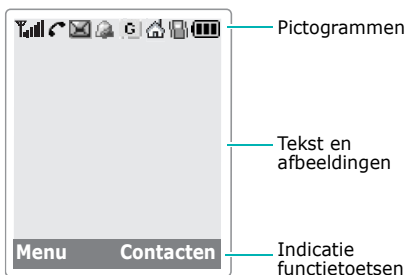 Pictogrammen
G
Tekst en
afbeeldingen
Menu Contacten
Indicatie
functietoetsen